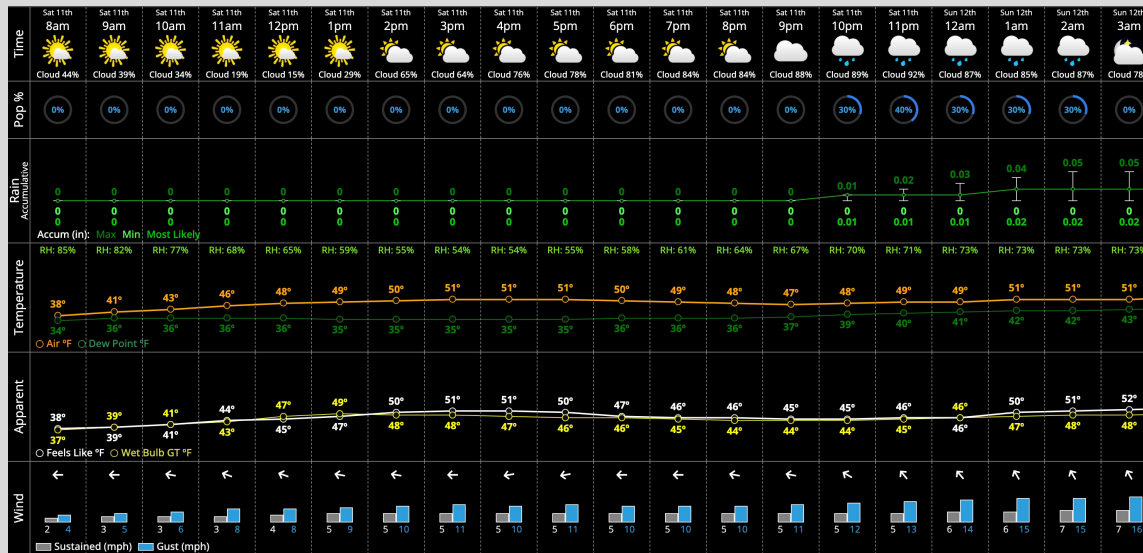 Time
Sat 11th Sat 11th Sat 11th Sat 11th Sat 11th Sat 11th Sat 11th Sat 11th Sat 11th Sat 11th Sat 11th Sat 11th Sat 11th Sat 11th Sat 11th Sat 11th Sun 12th Sun 12th Sun 12th Sun 12th
8am 9am 10am 11am 12pm 1pm 2pm 3pm 4pm 5pm 6pm 7pm 8pm 9pm 10pm 11pm 12am 1am 2am 3am
Cloud 44% Cloud 39% Cloud 34% Cloud 19% Cloud 15% Cloud 29% Cloud 65% Cloud 64% Cloud 76% Cloud 78% Cloud 81% Cloud 84% Cloud 84% Cloud 88% Cloud 89% Cloud 92% Cloud 87% Cloud 85% Cloud 87% Cloud 78
Pop %
0% 0% 0% 0% 0% 0% 0% 0% 0% 0% 0% 0% 0% 0% 30% 40% 30% 30% 30% 0%
Rain
Accumulative
0 0 0 0 0 0 0 0 0 0 0 0 0 0 0.01 0.02 0.03 0.04 0.05 0.05
0 0 0 0 0 0 0 0 0 0 0 0 0 0 0 0 0 0 0 0
0 0 0 0 0 0 0 0 0 0 0 0 0 0 0.01 0.01 0.01 0.02 0.02 0.02
Accum (in): Max Min Most Likely
Temperature
RH: 85% RH: 82% RH: 77% RH: 68% RH: 65% RH: 59% RH: 55% RH: 54% RH: 54% RH: 55% RH: 58% RH: 61% RH: 64% RH: 67% RH: 70% RH: 71% RH: 73% RH: 73% RH: 73% RH: 73%
38° 41° 43° 46° 48° 49° 50° 51° 51° 51° 50° 49° 48° 47° 48° 49° 49° 51° 51° 51°
34° 36° 36° 36° 36° 35° 35° 35° 35° 35° 36° 36° 36° 37° 39° 40° 41° 42° 42° 43°
Air °F Dew Point °F
Apparent
38° 39° 41° 44° 47° 49° 50° 51° 51° 50° 47° 46° 46° 45° 45° 46° 46° 50° 51° 52°
37° 39° 41° 43° 45° 47° 48° 48° 47° 46° 46° 45° 44° 44° 44° 45° 46° 47° 48° 48°
Feels Like °F Wet Bulb GT °F
Wind
2 4 3 5 3 6 3 8 4 8 5 9 5 10 5 11 5 10 5 11 5 10 5 10 5 10 5 11 5 12 5 13 6 14 6 15 7 15 7 16
Sustained (mph) Gust (mph)